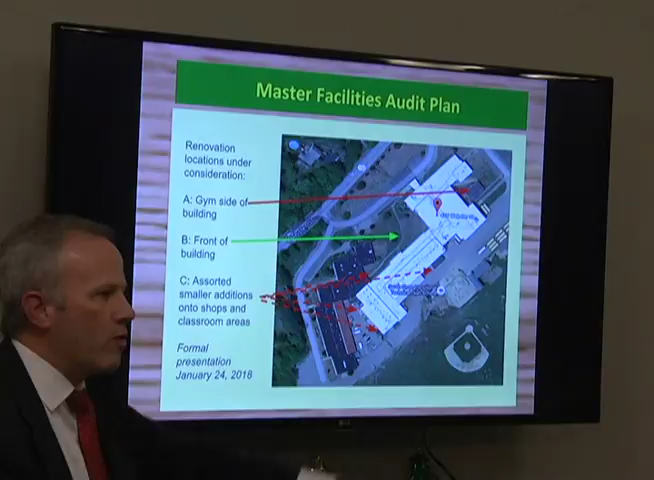 Master Facilities Audit Plan
Renovation
locations under
consideration:
A: Gym side of
building
B: Front of
building
C: Assorted
smaller additions
onto shops and
classroom areas
Formal
presentation
January 24, 2018
LG